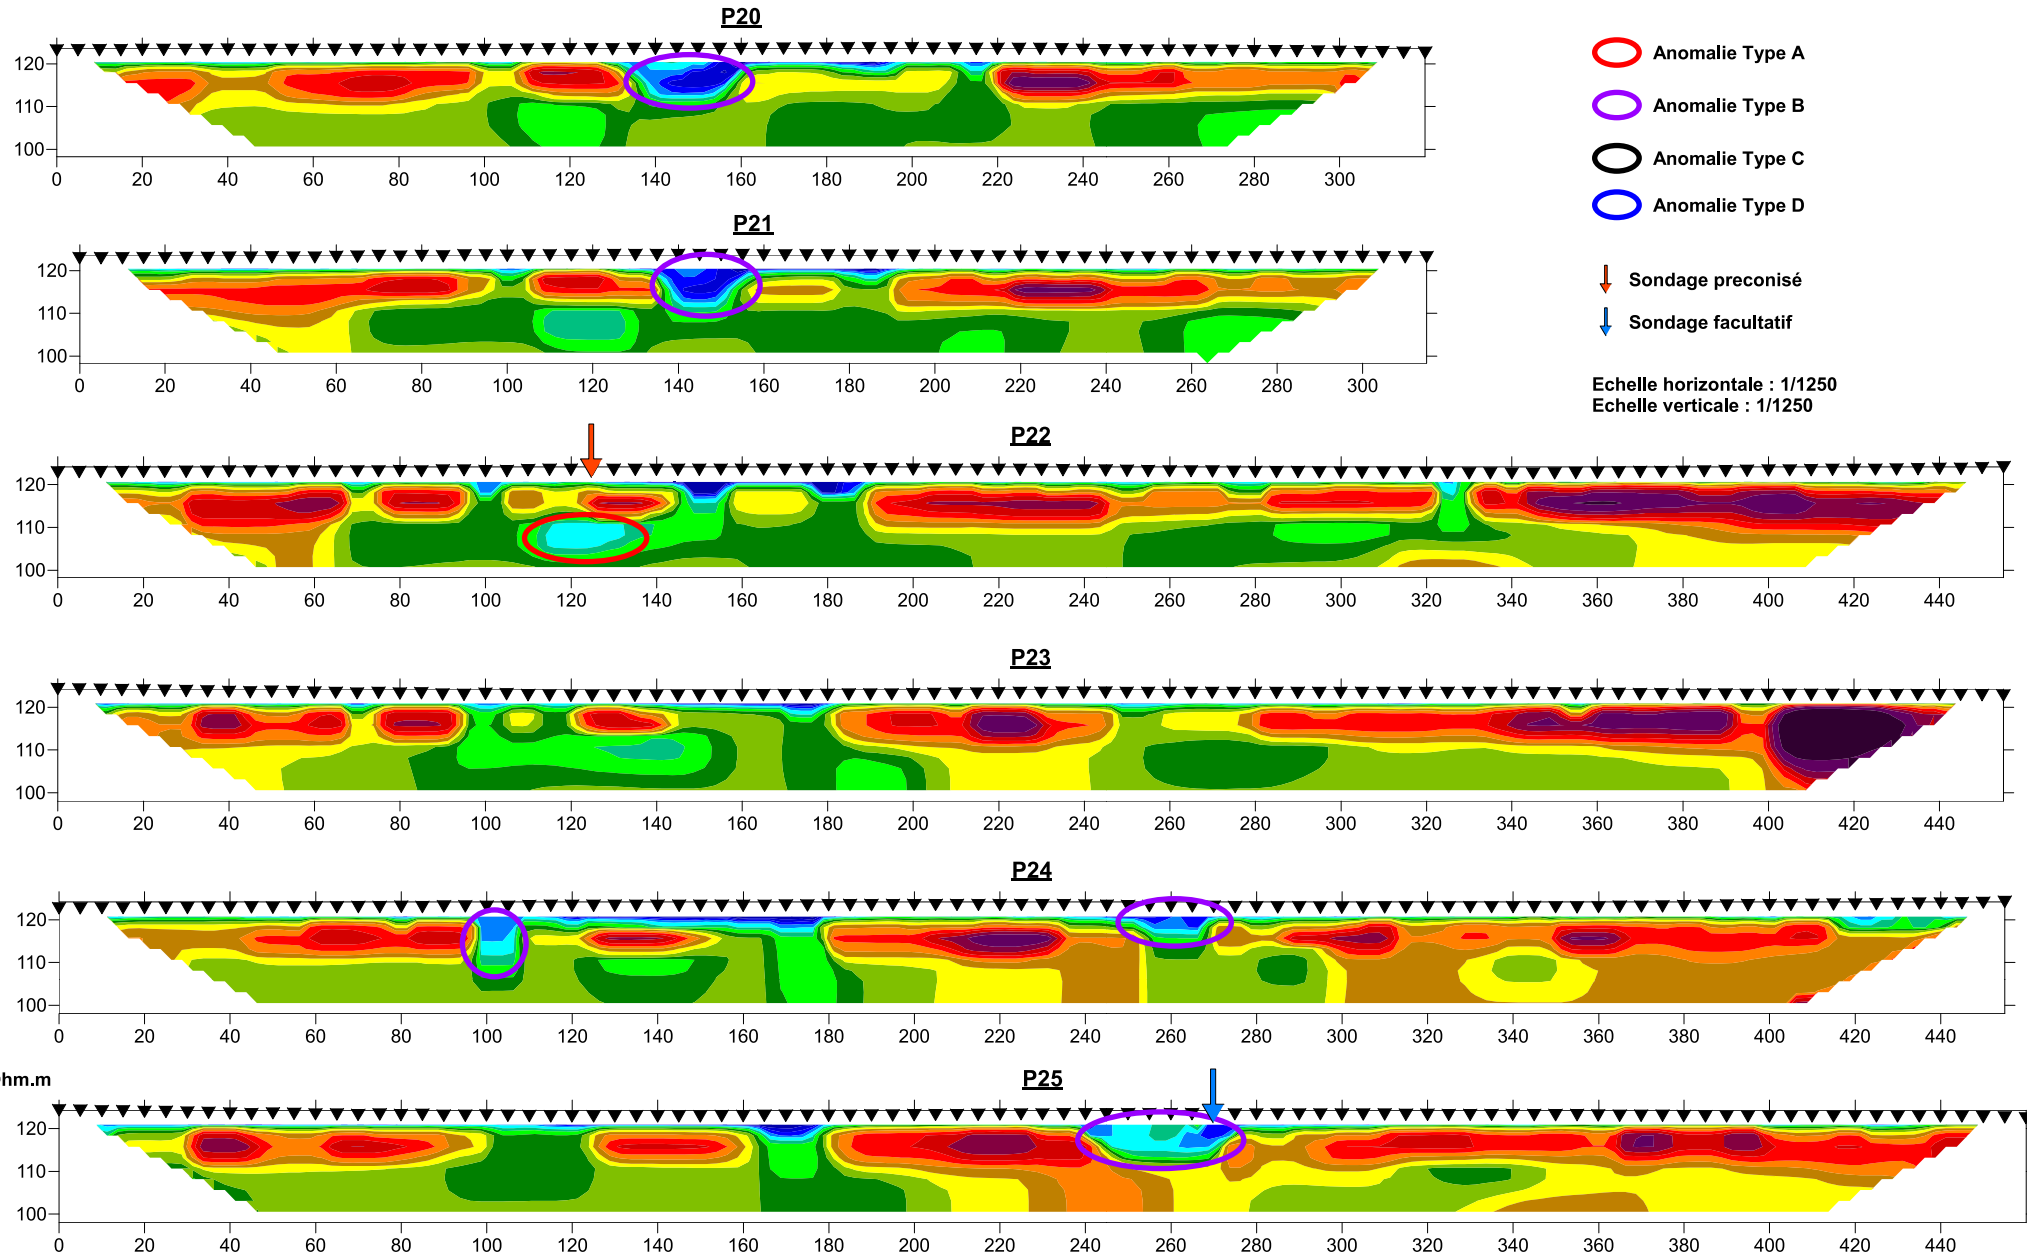 P20
120
110
100
0 20 40 60 80 100 120 140 160 180 200 220 240 260 280 300
Anomalie Type A
Anomalie Type B
Anomalie Type C
Anomalie Type D
Sondage preconisé
Sondage facultatif
Echelle horizontale : 1/1250
Echelle verticale : 1/1250
P21
120
110
100
0 20 40 60 80 100 120 140 160 180 200 220 240 260 280 300
P22
120
110
100
0 20 40 60 80 100 120 140 160 180 200 220 240 260 280 300 320 340 360 380 400 420 440
P23
120
110
100
0 20 40 60 80 100 120 140 160 180 200 220 240 260 280 300 320 340 360 380 400 420 440
P24
120
110
100
0 20 40 60 80 100 120 140 160 180 200 220 240 260 280 300 320 340 360 380 400 420 440
hm.m
P25
120
110
100
0 20 40 60 80 100 120 140 160 180 200 220 240 260 280 300 320 340 360 380 400 420 440